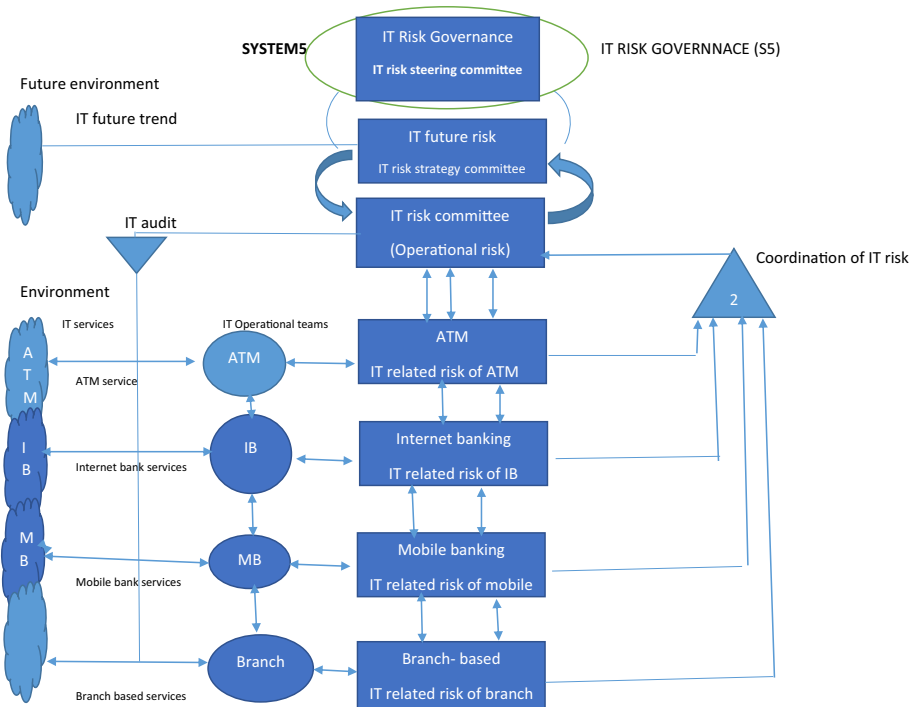 SYSTEM5
IT Risk Governance
IT risk steering committee
IT RISK GOVERNNACE (S5)
Future environment
IT future trend
IT future risk
IT risk strategy committee
IT risk committee
(Operational risk)
IT audit
Coordination of IT risk
2
Environment
IT services
IT Operational teams
A
T
M
ATM
ATM
IT related risk of ATM
ATM service
I
B
IB
Internet banking
IT related risk of IB
Internet bank services
M
B
MB
Mobile banking
IT related risk of mobile
Mobile bank services
Branch
Branch- based
IT related risk of branch
Branch based services